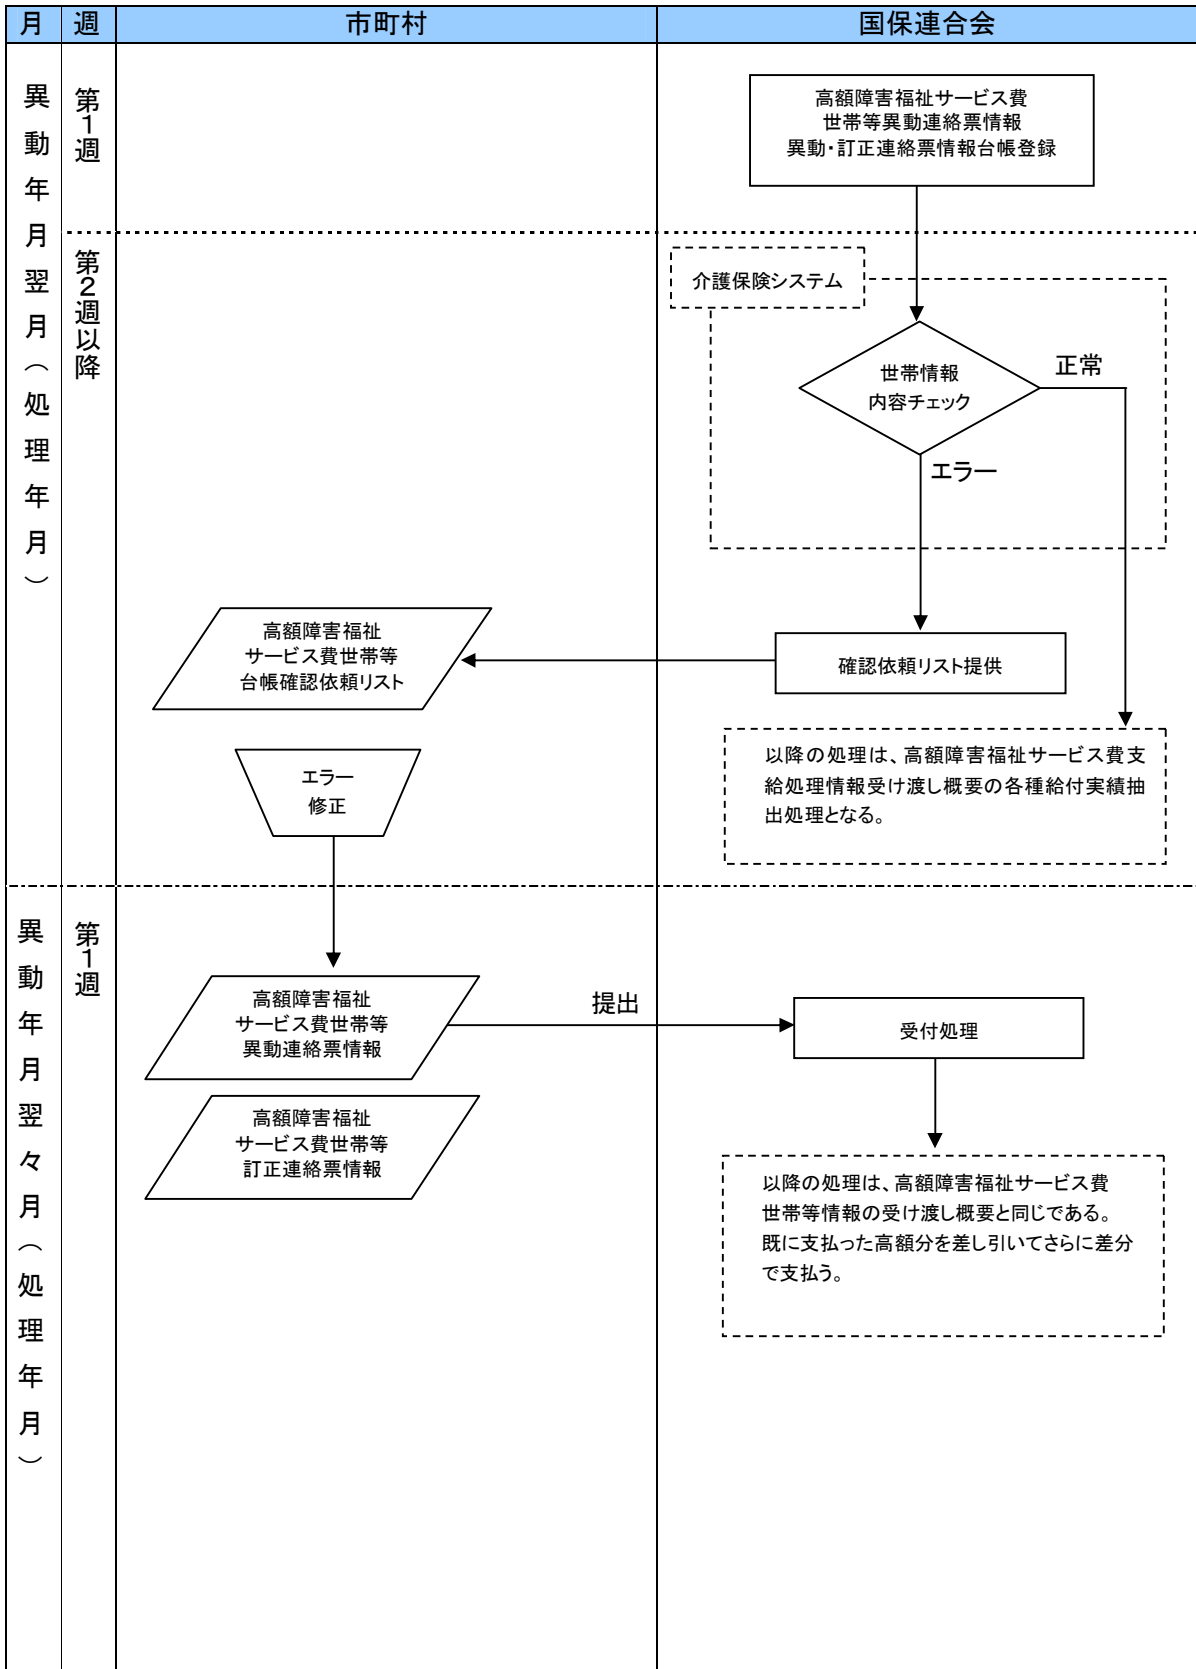 月
週
市町村
国保連合会
異動年月翌月（処理年月）
第1週
高額障害福祉サービス費
世帯等異動連絡票情報
異動・訂正連絡票情報台帳登録
第2週以降
介護保険システム
世帯情報
内容チェック
正常
エラー
高額障害福祉
サービス費世帯等
台帳確認依頼リスト
確認依頼リスト提供
エラー
修正
以降の処理は、高額障害福祉サービス費支
給処理情報受け渡し概要の各種給付実績抽
出処理となる。
異動年月翌々月（処理年月）
第1週
高額障害福祉
サービス費世帯等
異動連絡票情報
提出
受付処理
高額障害福祉
サービス費世帯等
訂正連絡票情報
以降の処理は、高額障害福祉サービス費
世帯等情報の受け渡し概要と同じである。
既に支払った高額分を差し引いてさらに差分
で支払う。